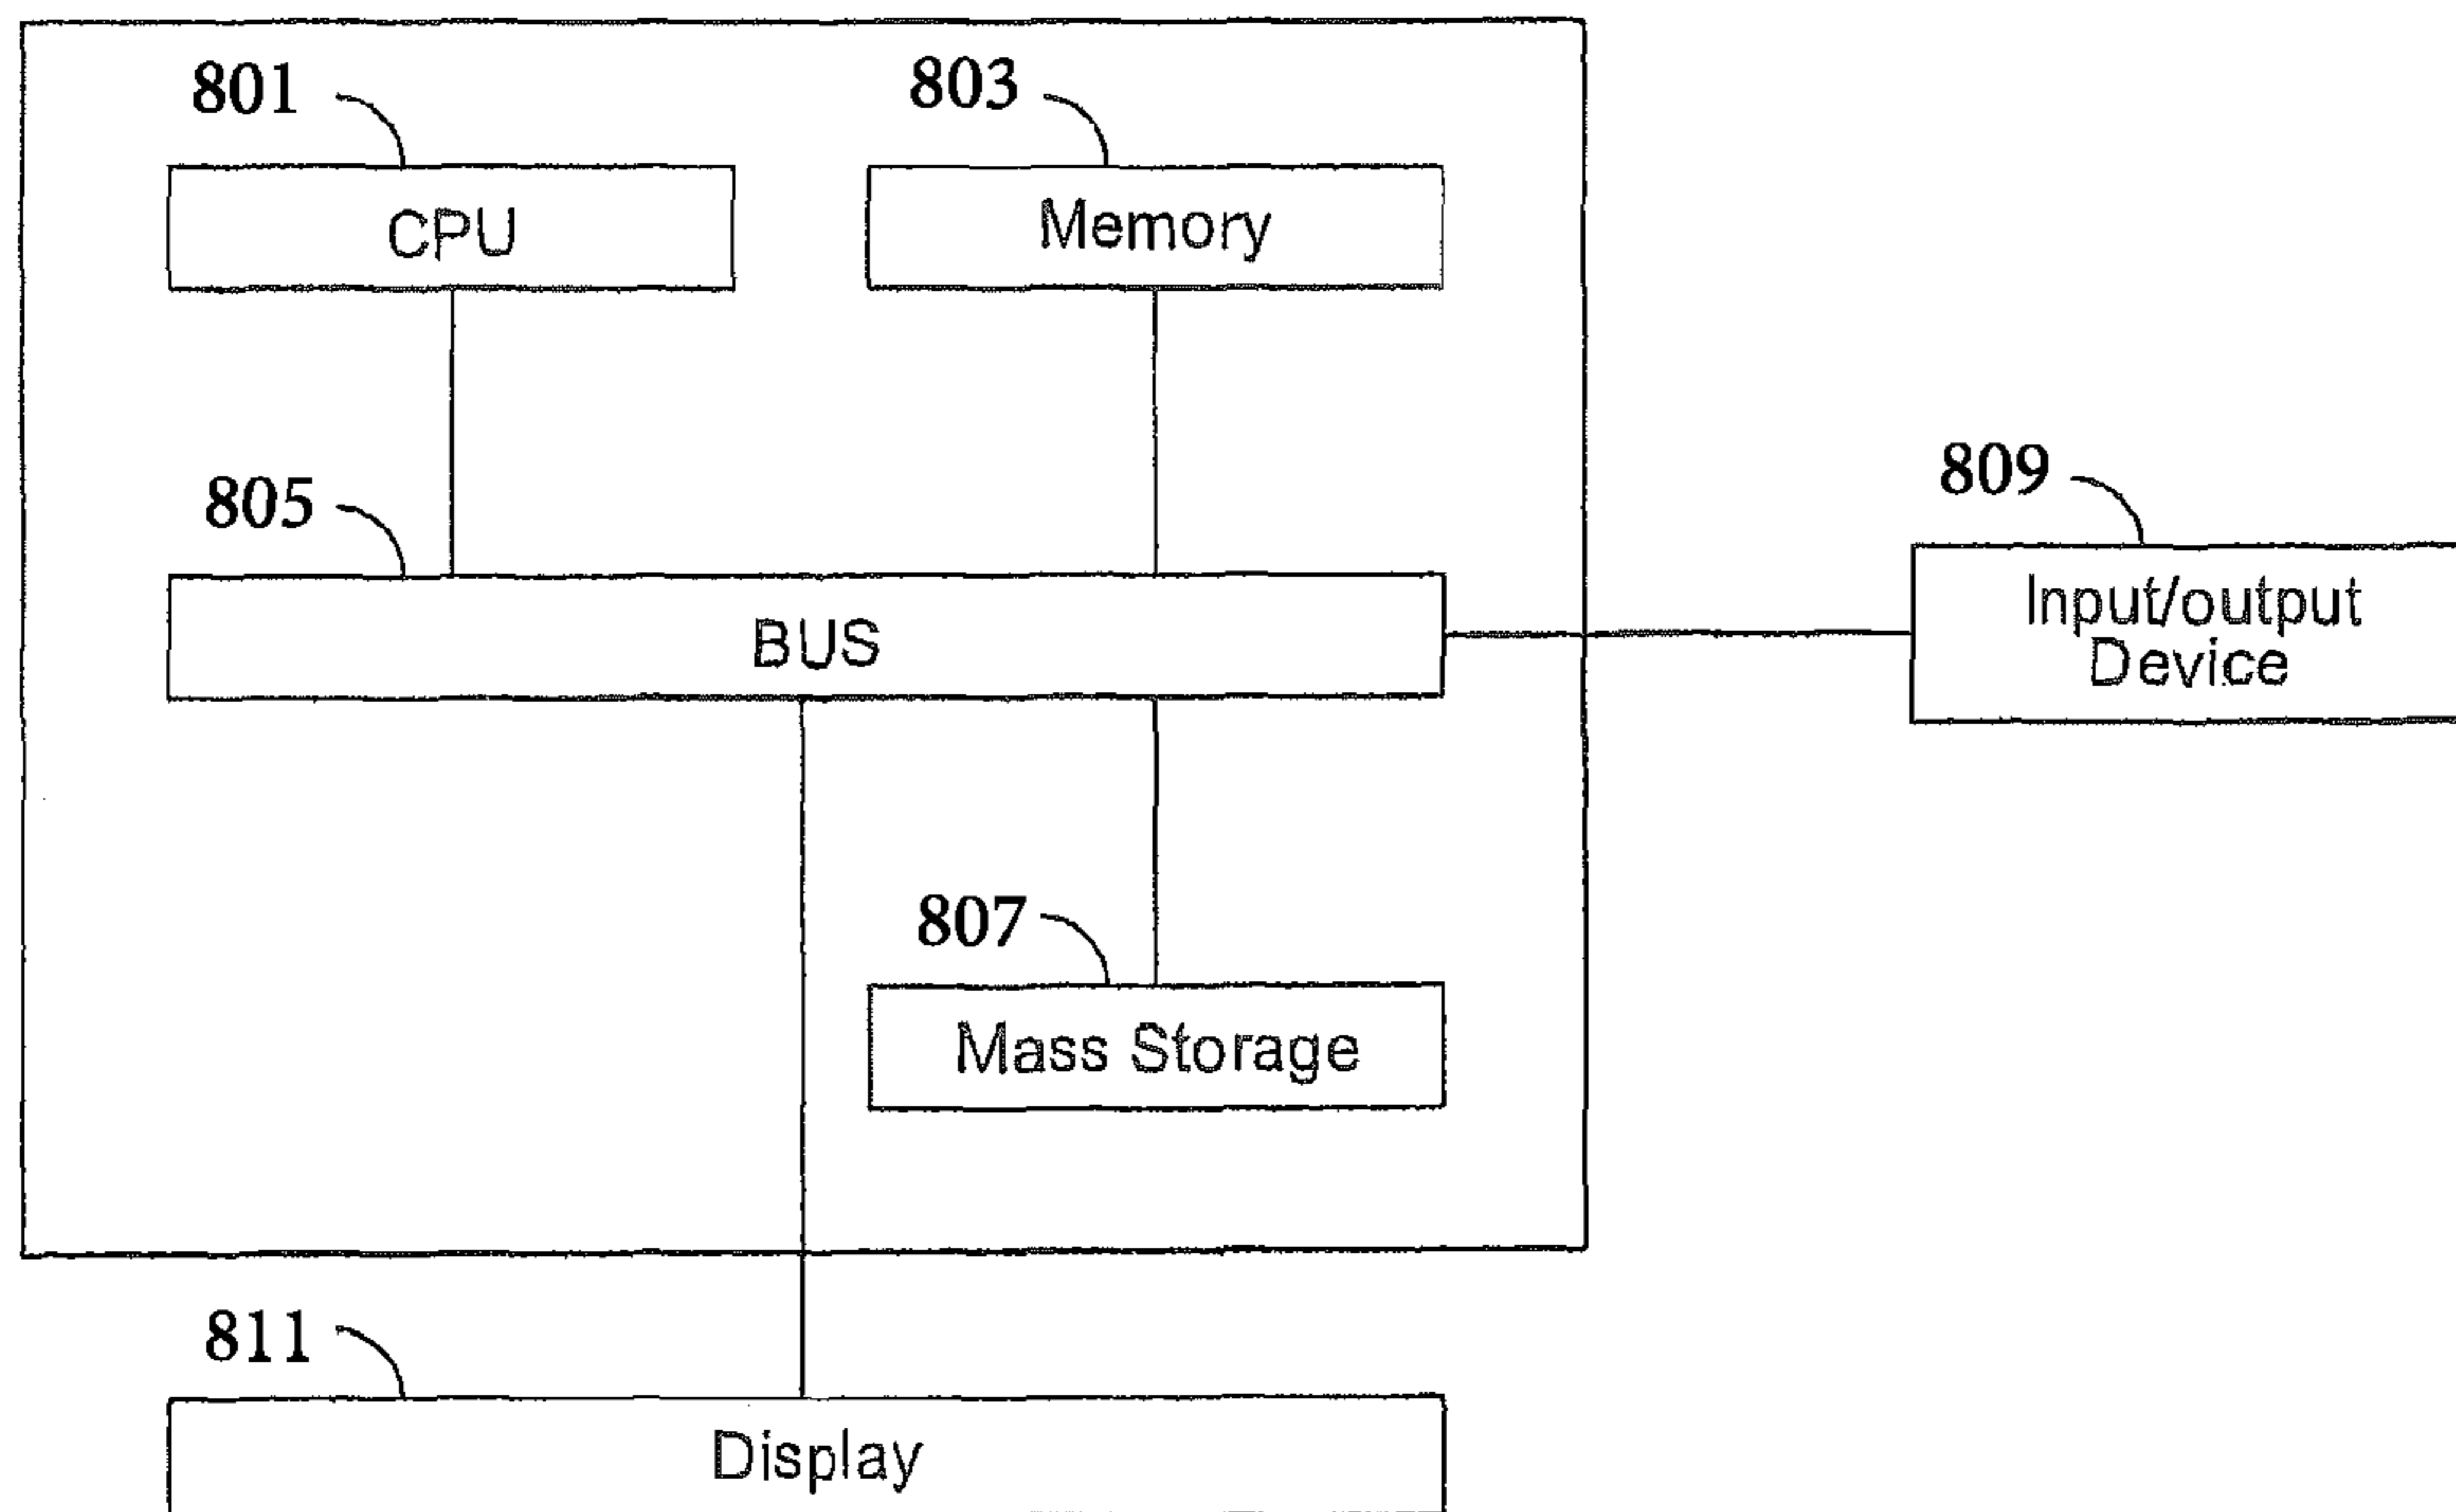 801
CPU
803
Memory
805
BUS
809
Input/output
Device
807
Mass Storage
811
Display